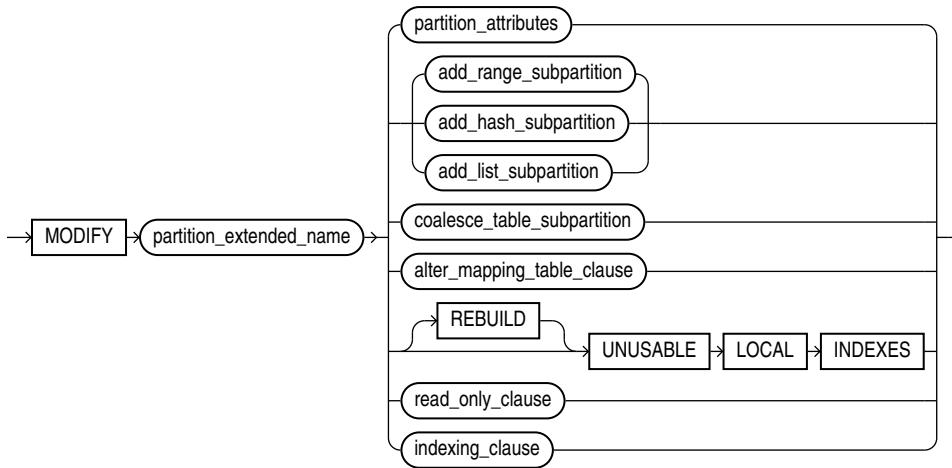 partition_attributes
add_range_subpartition
add_hash_subpartition
add_list_subpartition
MODIFY partition_extended_name coalesce_table_subpartition
alter_mapping_table_clause
REBUILD
UNUSABLE LOCAL INDEXES
read_only_clause
indexing_clause